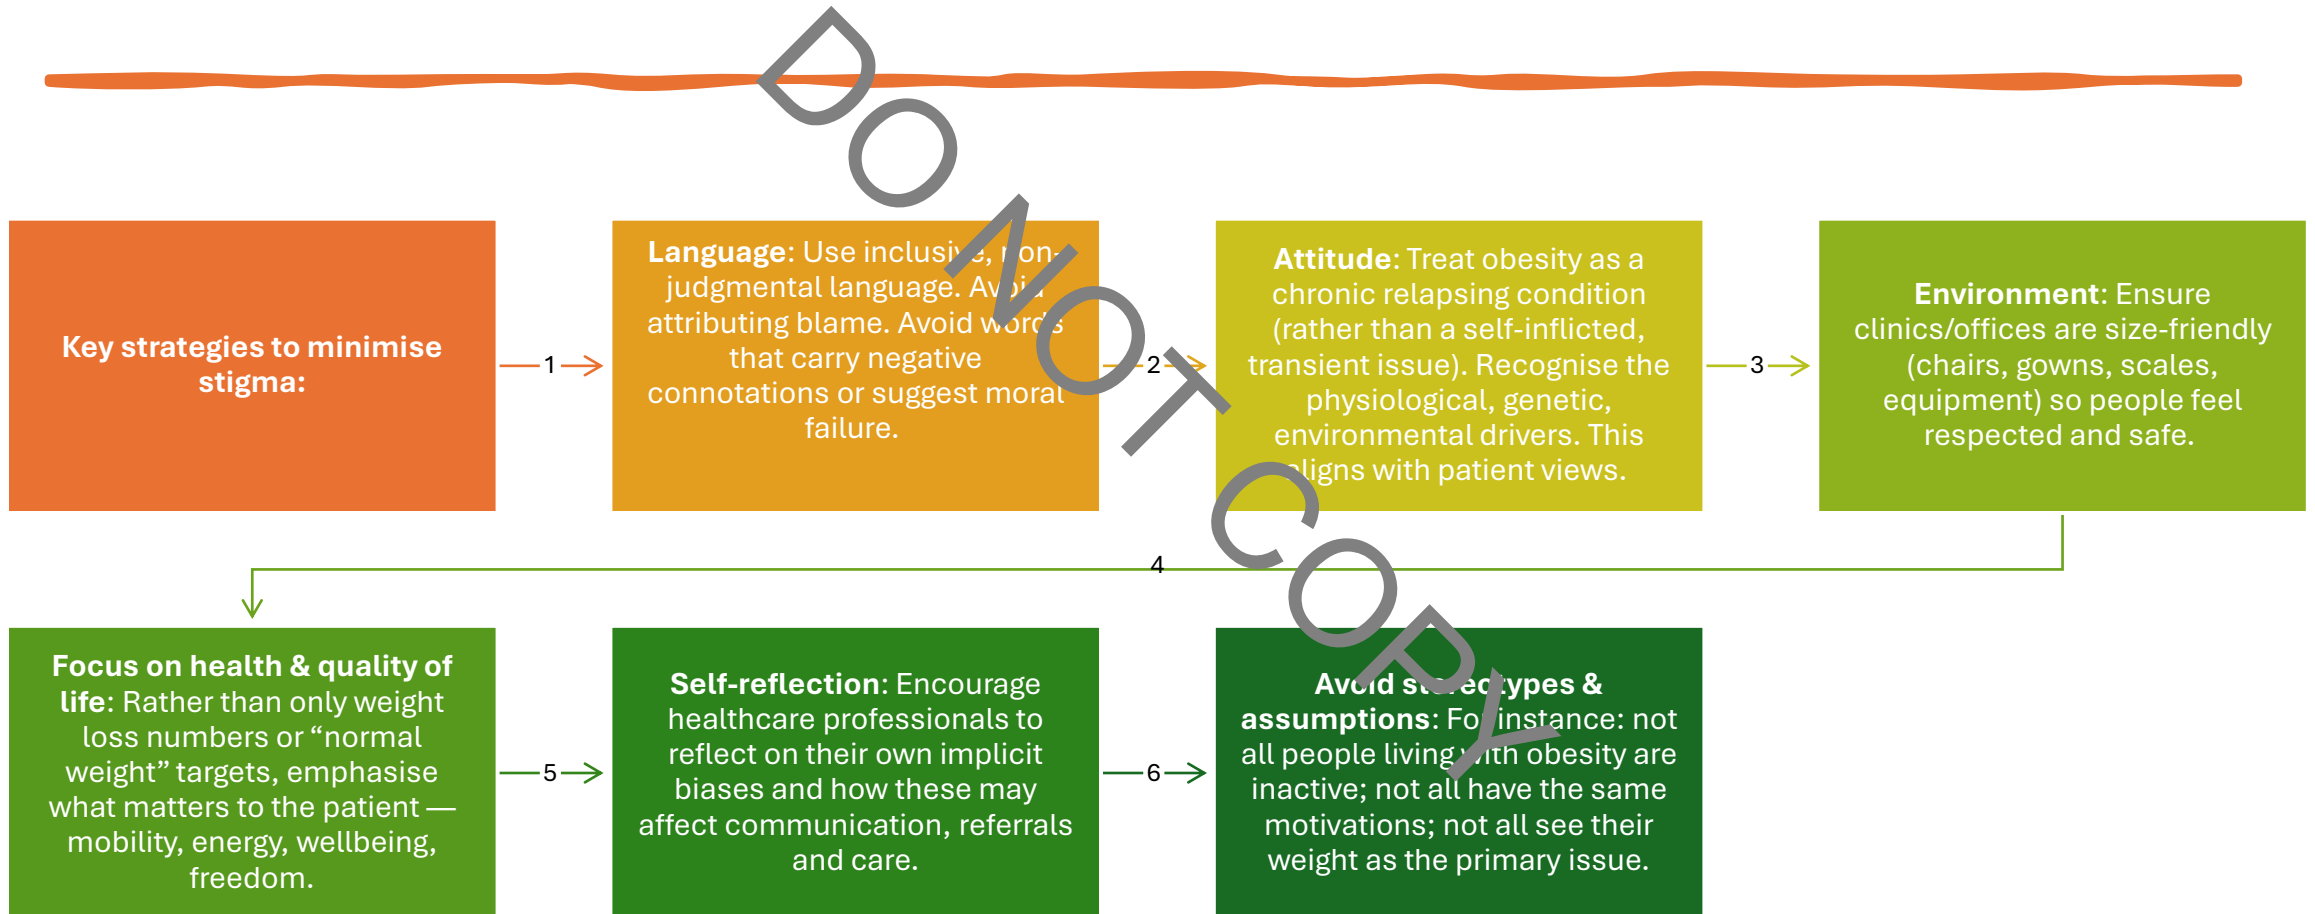 Key strategies to minimise
stigma:
1
Language: Use inclusive, non-
judgmental language. Avoid
attributing blame. Avoid words
that carry negative
connotations or suggest moral
failure.
2
Attitude: Treat obesity as a
chronic relapsing condition
(rather than a self-inflicted,
transient issue). Recognise the
physiological, genetic,
environmental drivers. This
aligns with patient views.
3
Environment: Ensure
clinics/offices are size-friendly
(chairs, gowns, scales,
equipment) so people feel
respected and safe.
4
Focus on health & quality of
life: Rather than only weight
loss numbers or “normal
weight” targets, emphasise
what matters to the patient —
mobility, energy, wellbeing,
freedom.
5
Self-reflection: Encourage
healthcare professionals to
reflect on their own implicit
biases and how these may
affect communication, referrals
and care.
6
Avoid stereotypes &
assumptions: For instance: not
all people living with obesity are
inactive; not all have the same
motivations; not all see their
weight as the primary issue.
DO NOT COPY